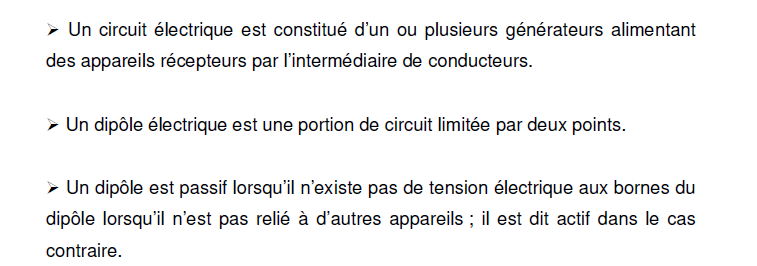 ➢ Un circuit électrique est constitué d'un ou plusieurs générateurs alimentant
des appareils récepteurs par l'intermédiaire de conducteurs.
➢ Un dipôle électrique est une portion de circuit limitée par deux points.
➢ Un dipôle est passif lorsqu'il n'existe pas de tension électrique aux bornes du
dipôle lorsqu'il n'est pas relié à d'autres appareils ; il est dit actif dans le cas
contraire.